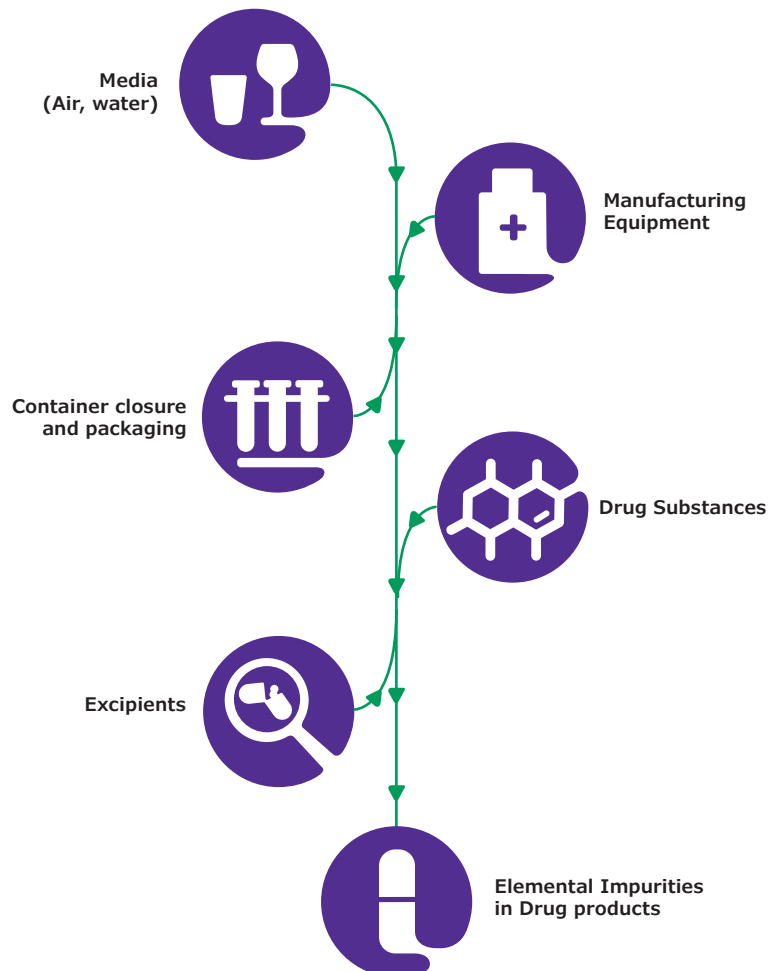 Media
(Air, water)
Manufacturing
Equipment
Container closure
and packaging
Drug Substances
Excipients
Elemental Impurities
in Drug products